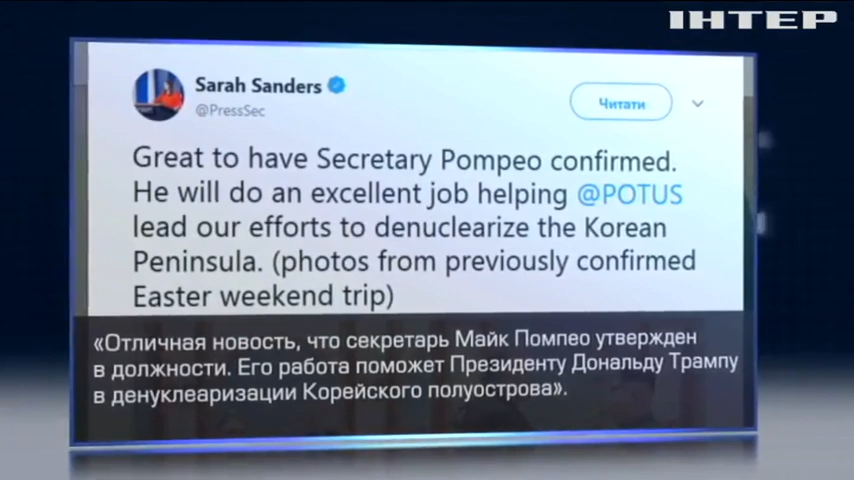 ІНТЕР
Sarah Sanders
@PressSec
Читати
Great to have Secretary Pompeo confirmed.
He will do an excellent job helping @POTUS
lead our efforts to denuclearize the Korean
Peninsula. (photos from previously confirmed
Easter weekend trip)
«Отличная новость, что секретарь Майк Помпео утвержден
в должности. Его работа поможет Президенту Дональду Трампу
в денуклеаризации Корейского полуострова».